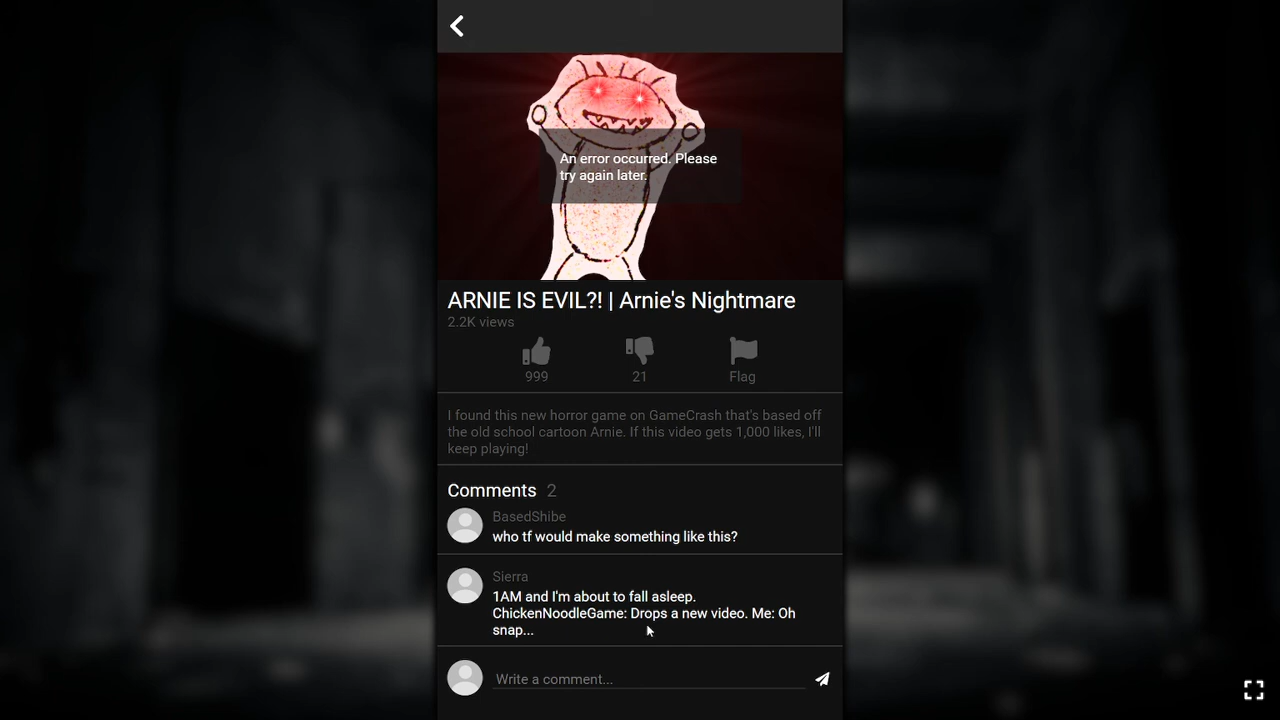 An error occurred. Please
try again later.
ARNIE IS EVIL?! | Arnie's Nightmare
2.2K views
999
21
Flag
I found this new horror game on GameCrash that's based off
the old school cartoon Arnie. If this video gets 1,000 likes, I'll
keep playing!
Comments 2
BasedShibe
who tf would make something like this?
Sierra
1AM and I'm about to fall asleep.
ChickenNoodleGame: Drops a new video. Me: Oh
snap...
Write a comment...